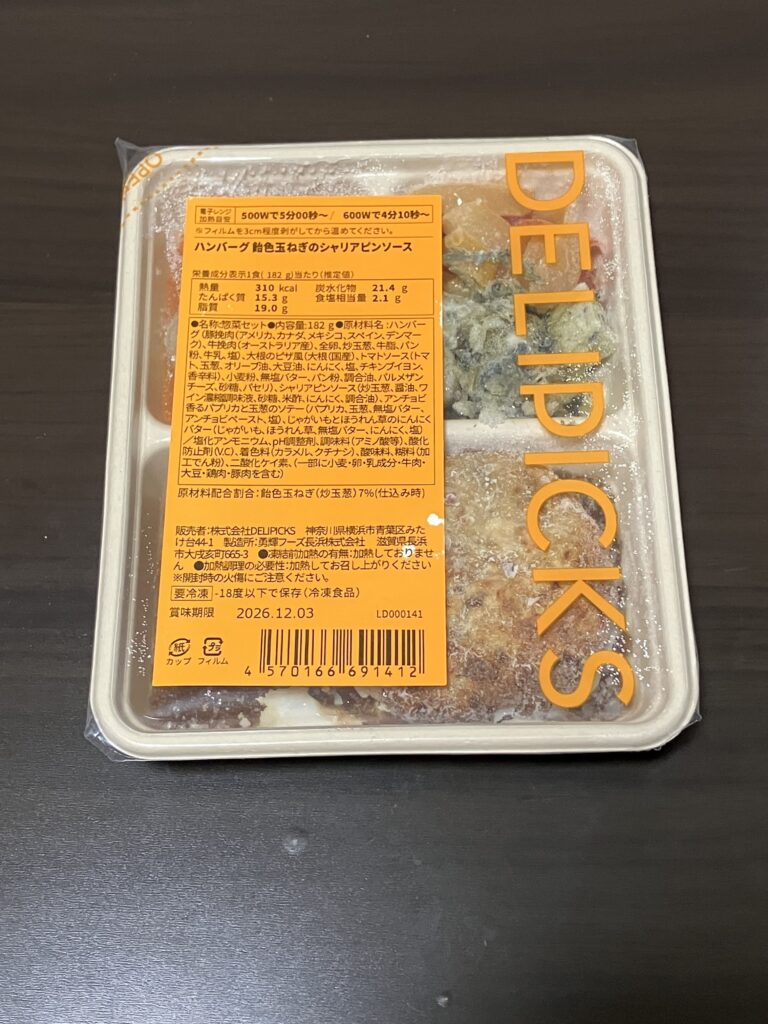 OPEN
DELIPICKS
電子レンジ
加熱目安
500Wで5分00秒〜 / 600Wで4分10秒〜
※フィルムを3cm程度剥がしてから温めてください。
ハンバーグ 飴色玉ねぎのシャリアピンソース
栄養成分表示1食( 182 g)当たり(推定値)
熱量 310 kcal 炭水化物 21.4 g
たんぱく質 15.3 g 食塩相当量 2.1 g
脂質 19.0 g
●名称:惣菜セット●内容量:182 g●原材料名:ハンバー
グ(豚挽肉(アメリカ、カナダ、メキシコ、スペイン、デンマー
ク)、牛挽肉(オーストラリア産)、全卵、炒玉葱、牛脂、パン
粉、牛乳、塩)、大根のピザ風(大根(国産)、トマトソース(トマ
ト、玉葱、オリーブ油、大豆油、にんにく、塩、チキンブイヨン、
香辛料)、小麦粉、無塩バター、パン粉、調合油、パルメザン
チーズ、砂糖、パセリ)、シャリアピンソース(炒玉葱、醤油、ワ
イン濃縮調味液、砂糖、米酢、にんにく、調合油)、アンチョビ
香るパプリカと玉葱のソテー(パプリカ、玉葱、無塩バター、
アンチョビペースト、塩)、じゃがいもとほうれん草のにんにく
バター(じゃがいも、ほうれん草、無塩バター、にんにく、塩)
/塩化アンモニウム、pH調整剤、調味料(アミノ酸等)、酸化
防止剤(V.C)、着色料(カラメル、クチナシ)、酸味料、糊料(加
工でん粉)、二酸化ケイ素、(一部に小麦・卵・乳成分・牛肉・
大豆・鶏肉・豚肉を含む)
原材料配合割合:飴色玉ねぎ(炒玉葱)7%(仕込み時)
販売者:株式会社DELIPICKS 神奈川県横浜市青葉区みた
け台44-1 製造所:勇輝フーズ長浜株式会社 滋賀県長浜
市大戌亥町665-3 ●凍結前加熱の有無:加熱しておりませ
ん ●加熱調理の必要性:加熱してお召し上がりください
※開封時の火傷にご注意ください。
要冷凍 -18度以下で保存(冷凍食品)
賞味期限 2026.12.03 LD000141
紙 プラ
カップ フィルム
4 570166 691412